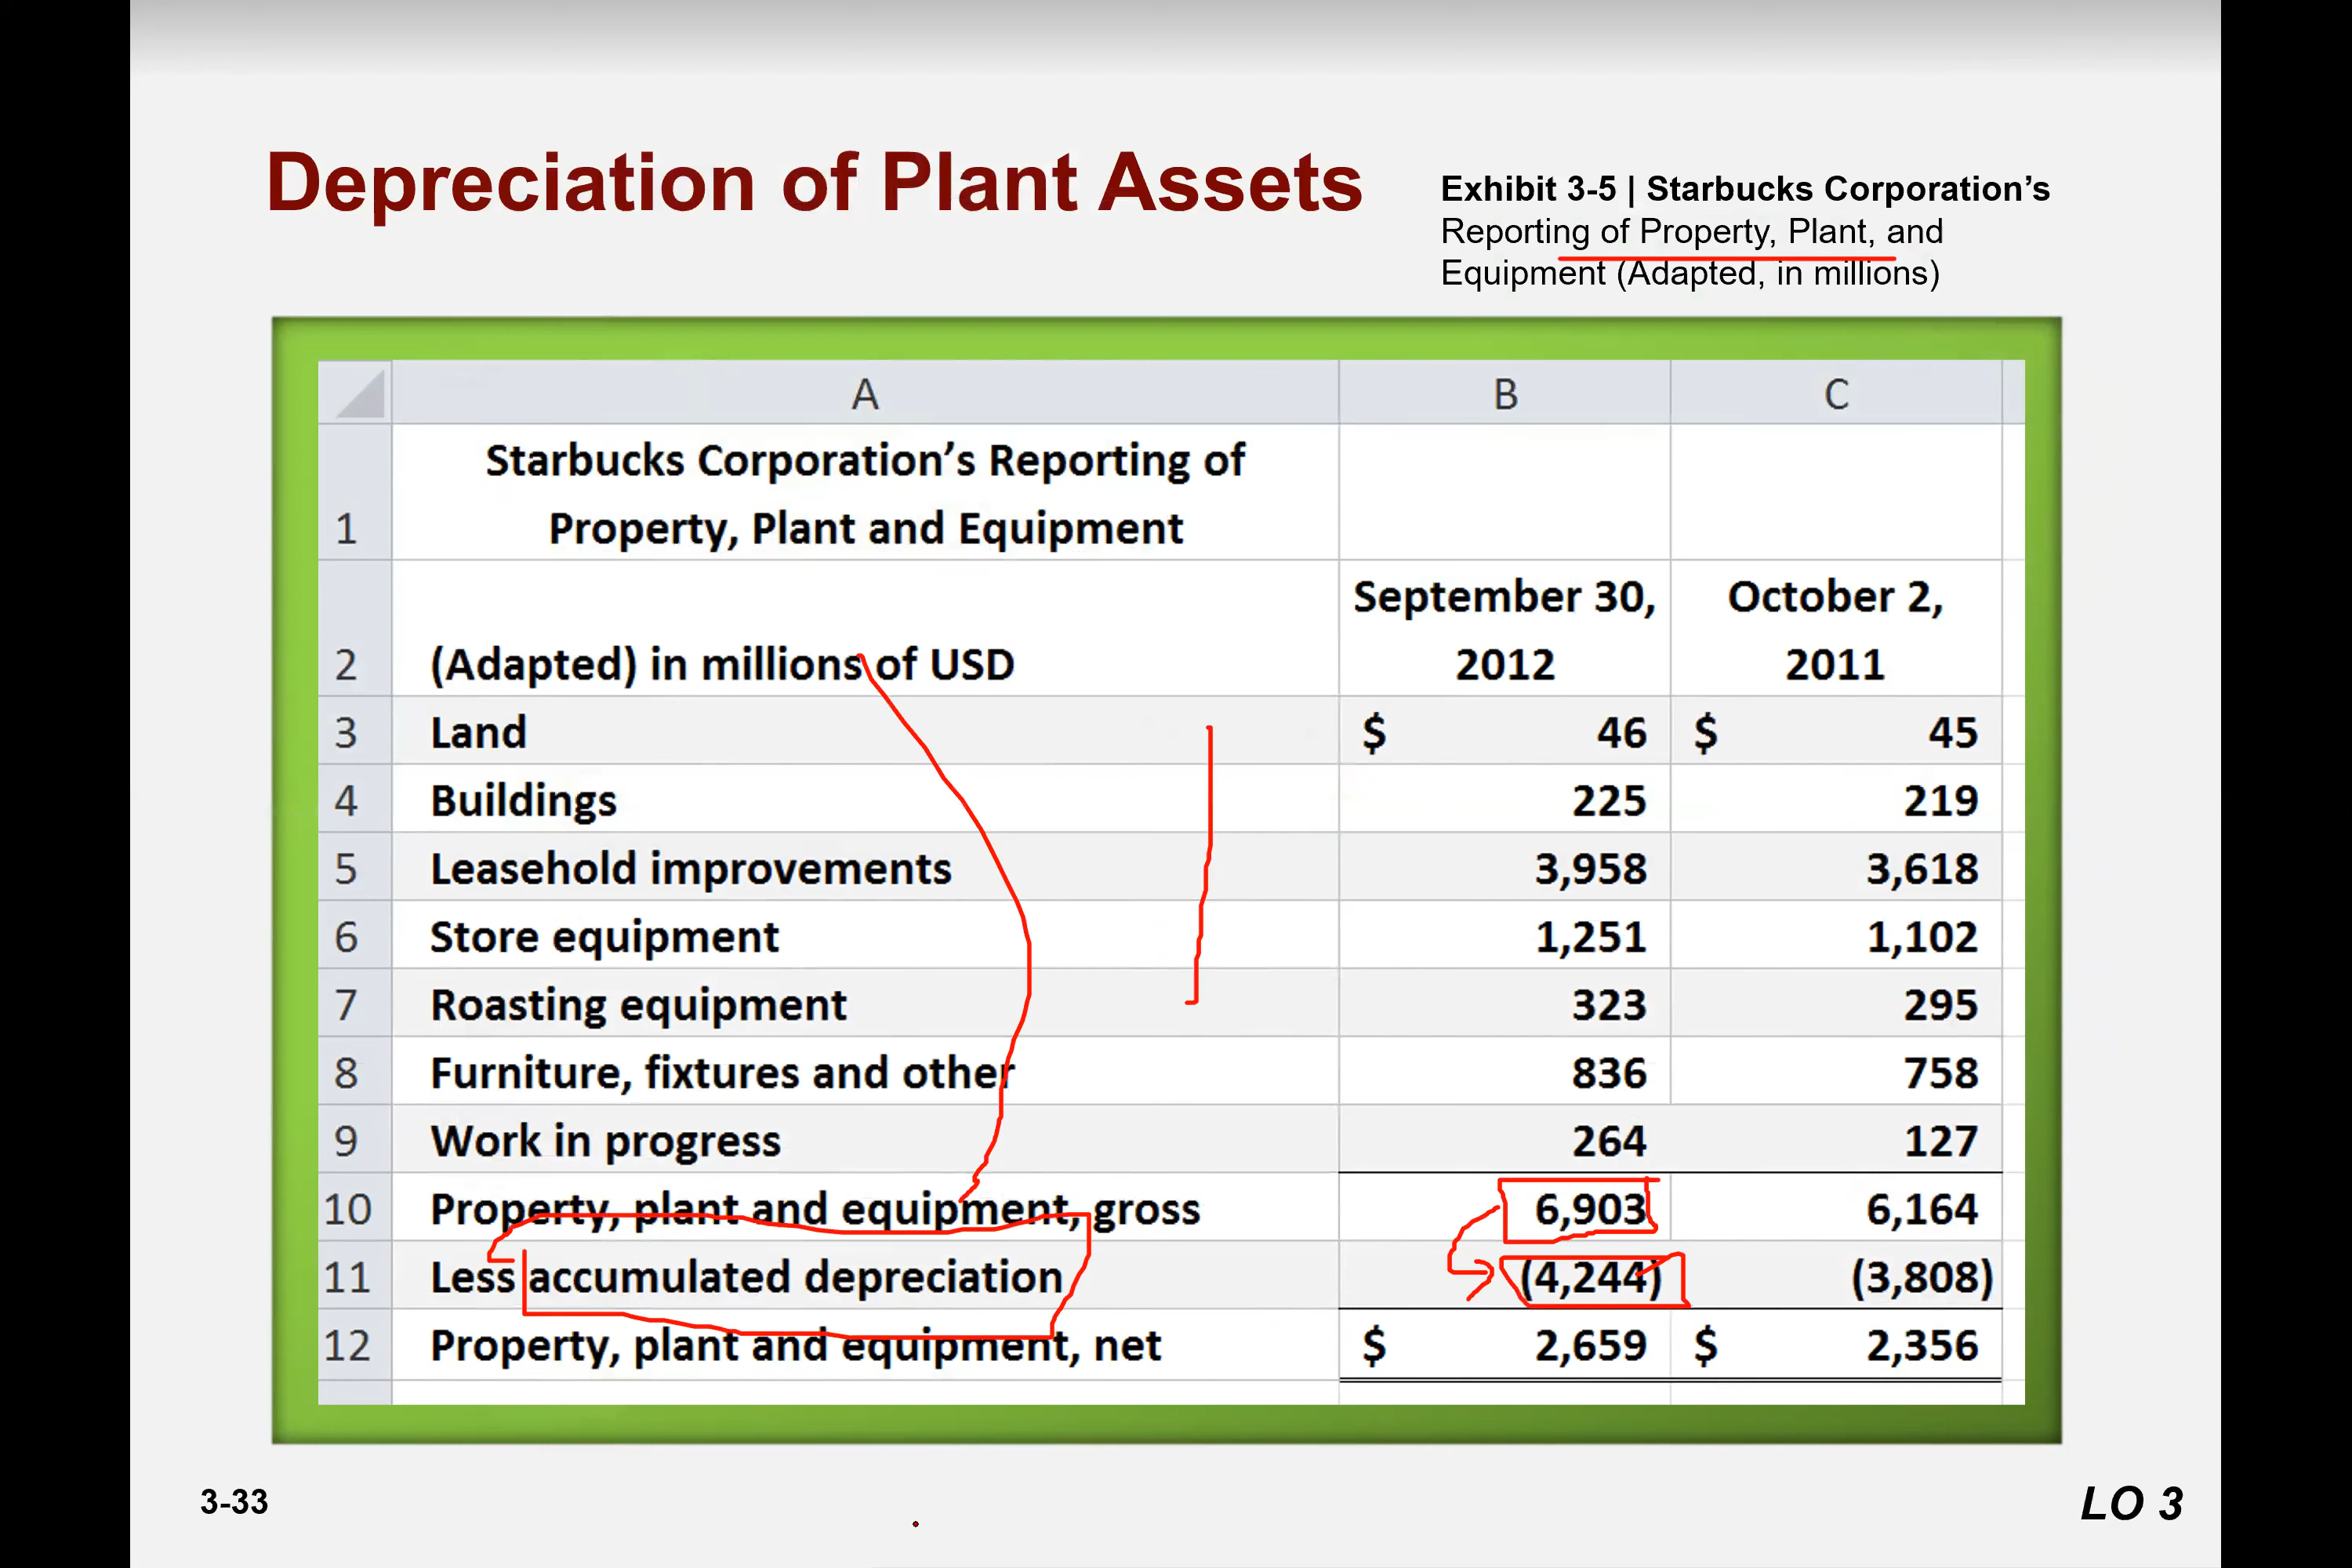 Depreciation of Plant Assets
Exhibit 3-5 | Starbucks Corporation’s
Reporting of Property, Plant, and
Equipment (Adapted, in millions)
A B C
Starbucks Corporation’s Reporting of
1 Property, Plant and Equipment
September 30, October 2,
2 (Adapted) in millions of USD 2012 2011
3 Land $ 46 $ 45
4 Buildings 225 219
5 Leasehold improvements 3,958 3,618
6 Store equipment 1,251 1,102
7 Roasting equipment 323 295
8 Furniture, fixtures and other 836 758
9 Work in progress 264 127
10 Property, plant and equipment, gross 6,903 6,164
11 Less accumulated depreciation (4,244) (3,808)
12 Property, plant and equipment, net $ 2,659 $ 2,356
3-33
LO 3